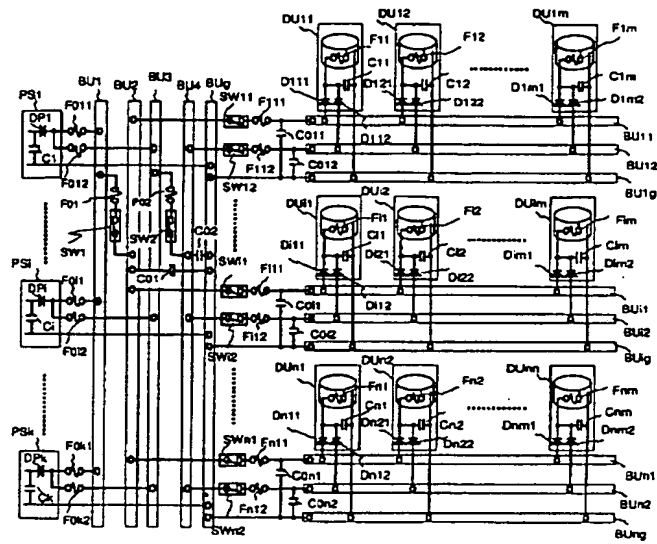 DU11 DU12 DU1m
F11 F12 F1m
BU1 BU2 BU3 BU4 BUg
PS1 F011 SW11 F111 C11 C12 C1m
DP1 D111 D121 D122 D1m1 D1m2
C1 C011 D112
BU11
F012 F112 C012 BU12
SW12 BU1g
F01 F02 DUi1 DUi2 DUim
Fi1 Fi2 Fim
C02 Ci1 Ci2 Cim
SW1 SW2 SWi1 Fi11 Di11 Di21 Di22 Dim1 Dim2
PSi C01 Di12
DPi F0i1 C0i1 BUi1
Ci Fi12 C0i2 BUi2
F0i2 SWi2 BUig
DUn1 DUn2 DUnn
Fn1 Fn2 Fnm
PSk F0k1 Cn1 Cn2 Cnm
DPk SWn1 Fn11 Dn11 Dn21 Dn22 Dnm1 Dnm2
C0n1 Dn12
BUn1
Ck C0n2 BUn2
F0k2 SWn2 Fn12 BUng